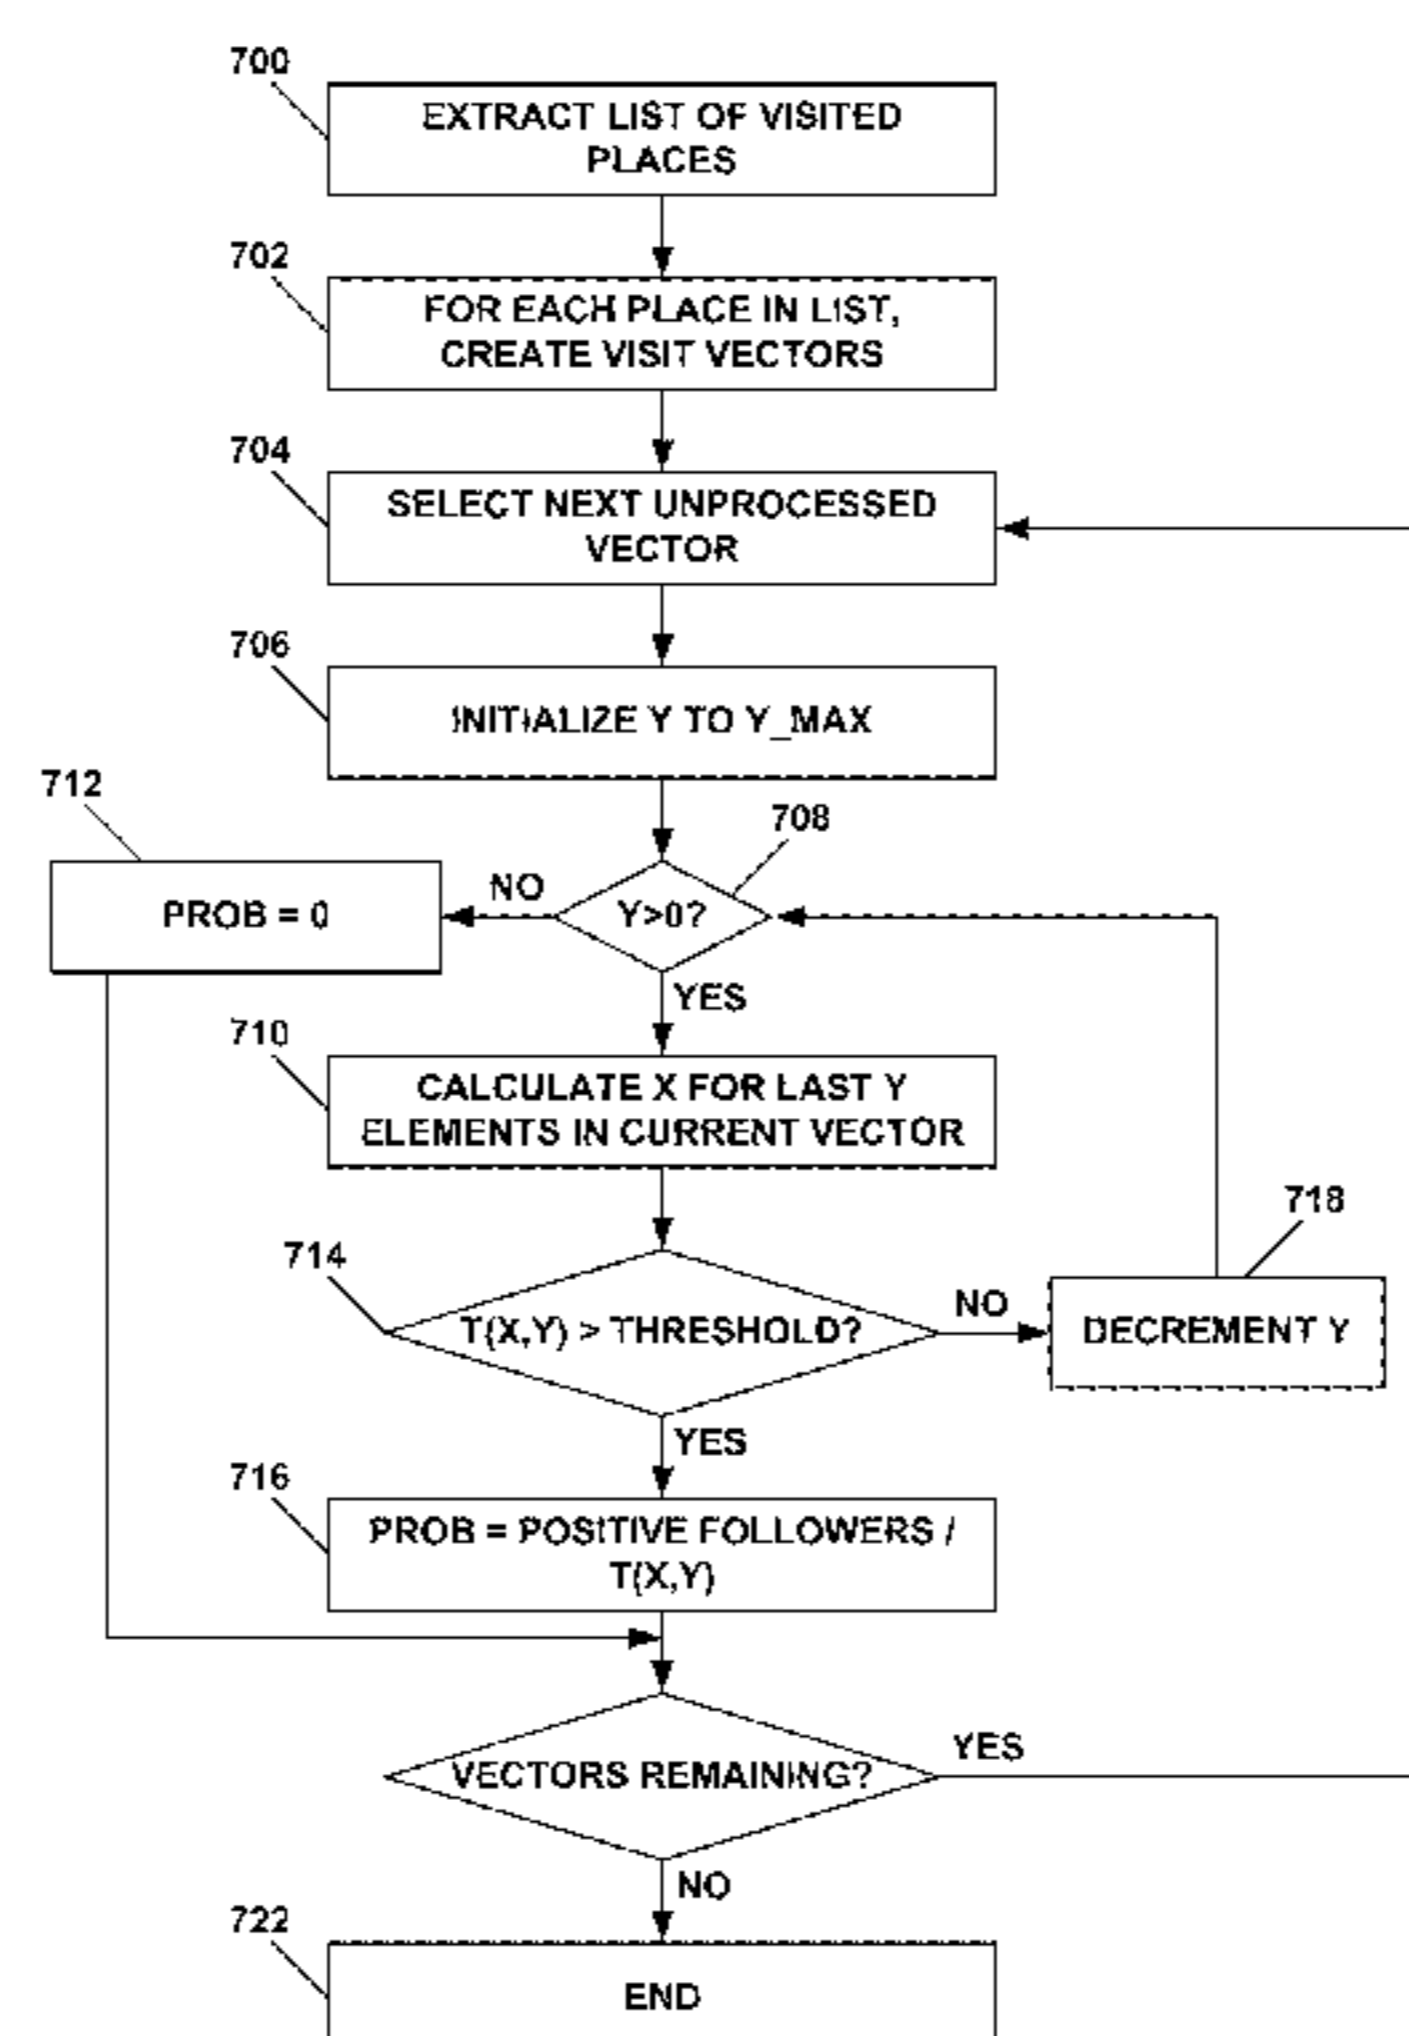 700
EXTRACT LIST OF VISITED
PLACES
702
FOR EACH PLACE IN LIST,
CREATE VISIT VECTORS
704
SELECT NEXT UNPROCESSED
VECTOR
706
INITIALIZE Y TO Y_MAX
712
708
PROB = 0
NO
Y>0?
YES
710
CALCULATE X FOR LAST Y
ELEMENTS IN CURRENT VECTOR
718
714
T(X,Y) > THRESHOLD?
NO
DECREMENT Y
YES
716
PROB = POSITIVE FOLLOWERS /
T(X,Y)
VECTORS REMAINING?
YES
NO
722
END